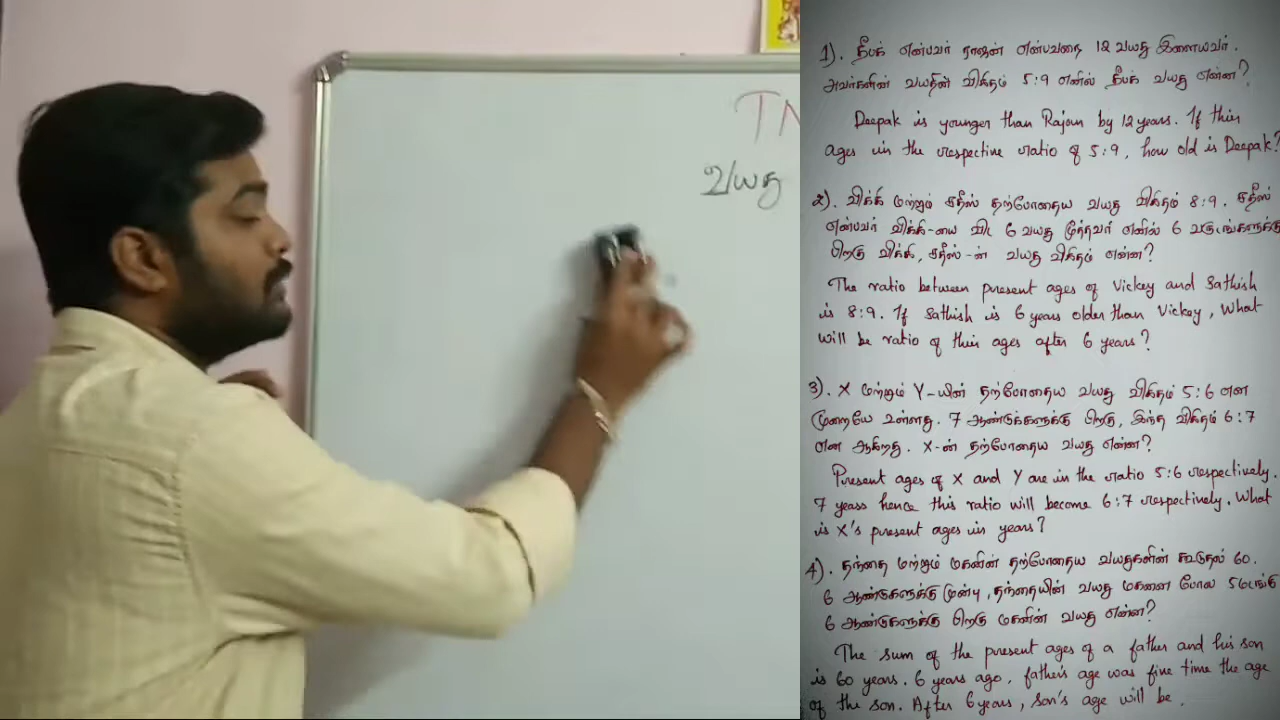 TN
வயது
1). தீபக் என்பவர் ராஜன் என்பவரை 12 வயது இளையவர்.
அவர்களின் வயதின் விகிதம் 5:9 எனில் தீபக் வயது என்ன?
Deepak is younger than Rajan by 12 years. If their
ages in the respective ratio of 5:9, how old is Deepak?
2). விக்கி மற்றும் சதீஸ் தற்போதைய வயது விகிதம் 8:9. சதீஸ்
என்பவர் விக்கி-யை விட 6 வயது மூத்தவர் எனில் 6 வருடங்களுக்கு
பிறகு விக்கி, சதீஸ்-ன் வயது விகிதம் என்ன?
The ratio between present ages of Vickey and Sathish
is 8:9. If Sathish is 6 years older than Vickey, What
will be ratio of their ages after 6 years?
3). X மற்றும் Y-யின் தற்போதைய வயது விகிதம் 5:6 என
முறையே உள்ளது. 7 ஆண்டுக்களுக்கு பிறகு, இந்த விகிதம் 6:7
என ஆகிறது. X-ன் தற்போதைய வயது என்ன?
Present ages of X and Y are in the ratio 5:6 respectively.
7 years hence this ratio will become 6:7 respectively. What
is X's present ages in years?
4). தந்தை மற்றும் மகனின் தற்போதைய வயதுகளின் கூடுதல் 60.
6 ஆண்டுகளுக்கு முன்பு, தந்தையின் வயது மகனை போல 5 மடங்கு
6 ஆண்டுகளுக்கு பிறகு மகனின் வயது என்ன?
The sum of the present ages of a father and his son
is 60 years. 6 years ago, father's age was five time the age
of the son. After 6 years, son's age will be.